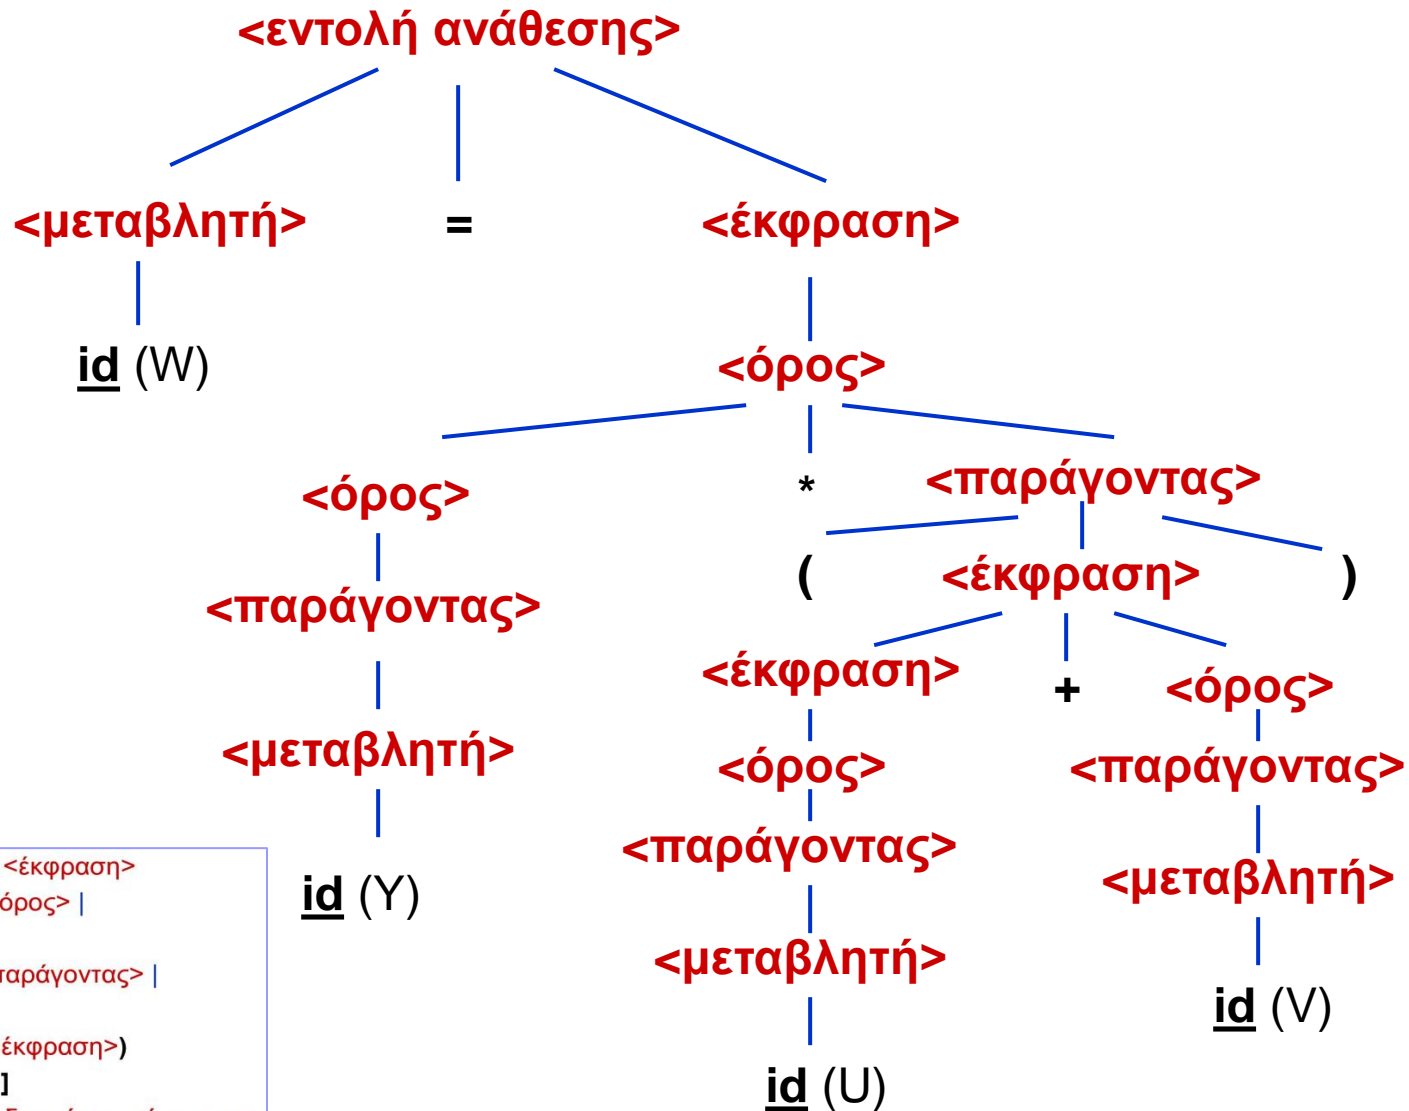 <εντολή ανάθεσης>
<μεταβλητή> = <έκφραση>
id (W)
<όρος>
<όρος> * <παράγοντας>
( <έκφραση> )
<παράγοντας>
<έκφραση> + <όρος>
<μεταβλητή>
<όρος> <παράγοντας>
<παράγοντας>
<μεταβλητή>
id (Y)
<μεταβλητή>
id (V)
id (U)
<έκφραση>
όρος> |
παράγοντας> |
έκφραση>)
]